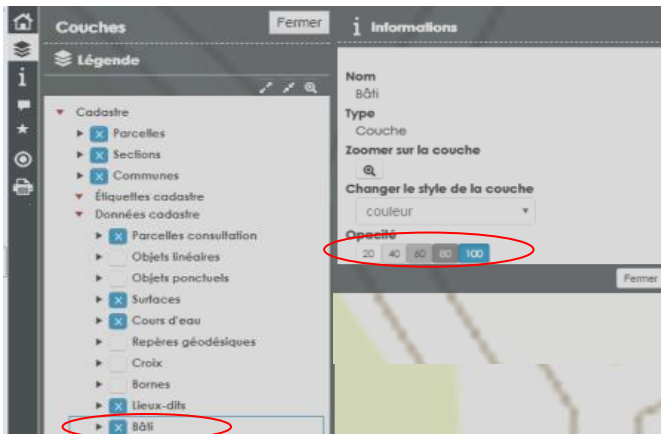 Couches
Fermer
Légende
Cadastre
Parcelles
Sections
Communes
Étiquettes cadastre
Données cadastre
Parcelles consultation
Objets linéaires
Objets ponctuels
Surfaces
Cours d'eau
Repères géodésiques
Croix
Bornes
Lieux-dits
Bâti
Informations
Nom
Bâti
Type
Couche
Zoomer sur la couche
Changer le style de la couche
couleur
Opacité
20 40 60 80 100
Fermer